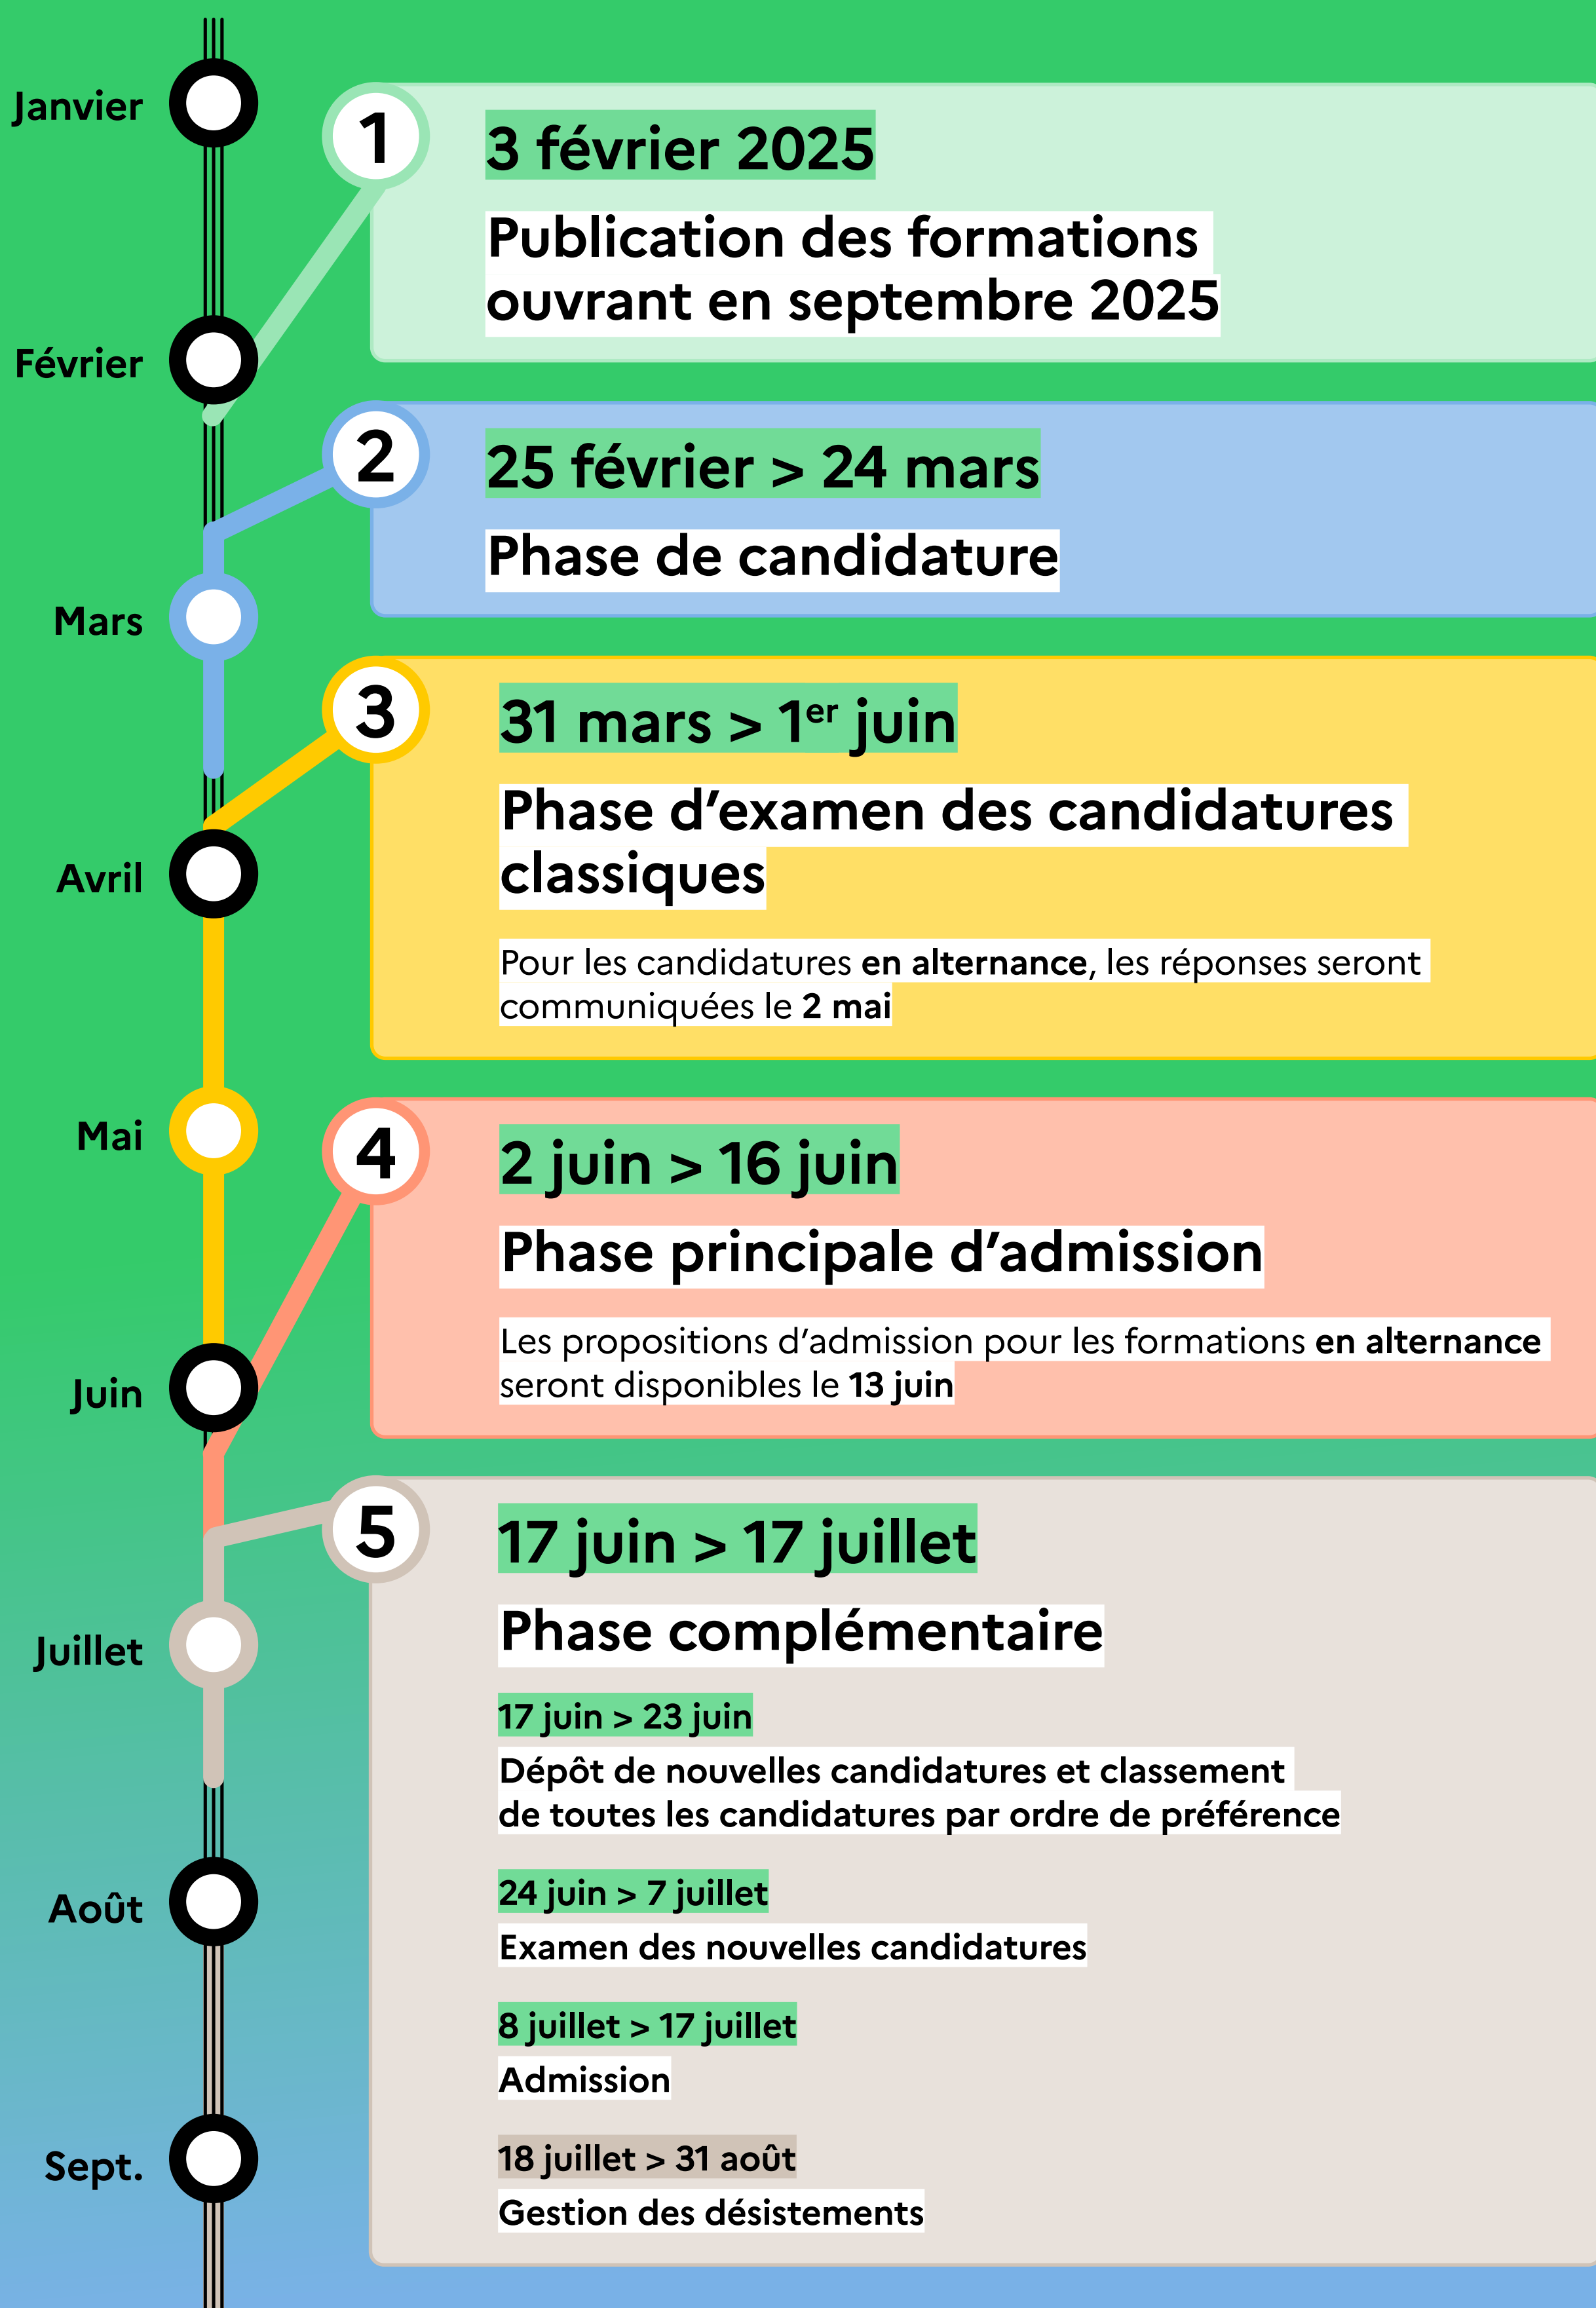 Janvier
1
3 février 2025
Publication des formations
ouvrant en septembre 2025
Février
2
25 février > 24 mars
Phase de candidature
Mars
3
31 mars > 1er juin
Phase d’examen des candidatures
classiques
Avril
Pour les candidatures en alternance, les réponses seront
communiquées le 2 mai
Mai
4
2 juin > 16 juin
Phase principale d’admission
Les propositions d’admission pour les formations en alternance
seront disponibles le 13 juin
Juin
5
17 juin > 17 juillet
Phase complémentaire
Juillet
17 juin > 23 juin
Dépôt de nouvelles candidatures et classement
de toutes les candidatures par ordre de préférence
24 juin > 7 juillet
Août
Examen des nouvelles candidatures
8 juillet > 17 juillet
Admission
18 juillet > 31 août
Sept.
Gestion des désistements